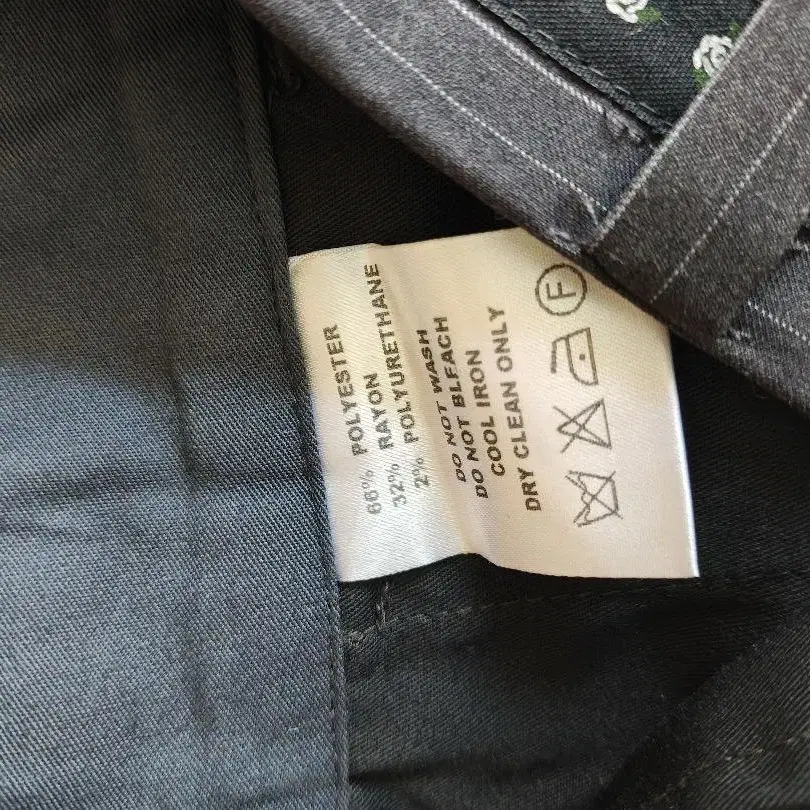 66% POLYESTER
32% RAYON
2% POLYURETHANE
DO NOT WASH
DO NOT BLEACH
COOL IRON
DRY CLEAN ONLY
F